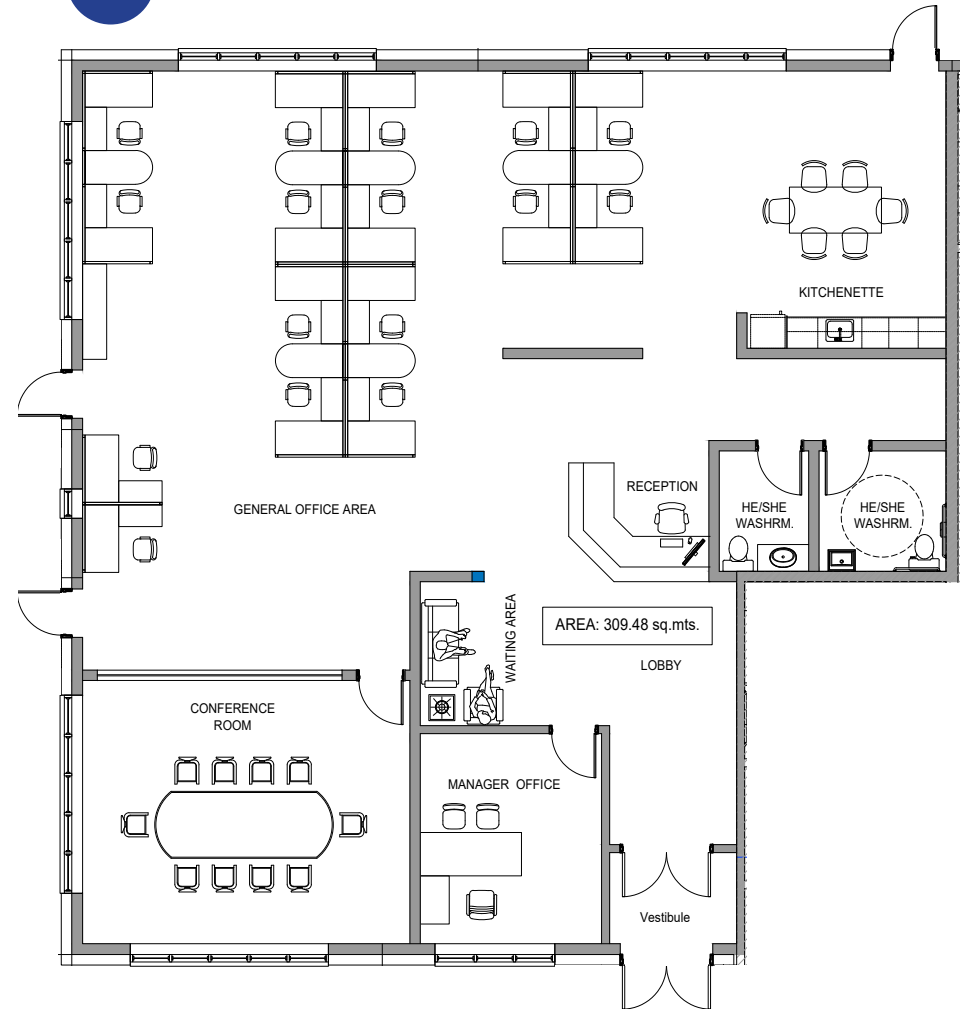 KITCHENETTE
RECEPTION
GENERAL OFFICE AREA
HE/SHE
WASHRM.
HE/SHE
WASHRM.
WAITING AREA
AREA: 309.48 sq.mts.
LOBBY
CONFERENCE
ROOM
MANAGER OFFICE
Vestibule